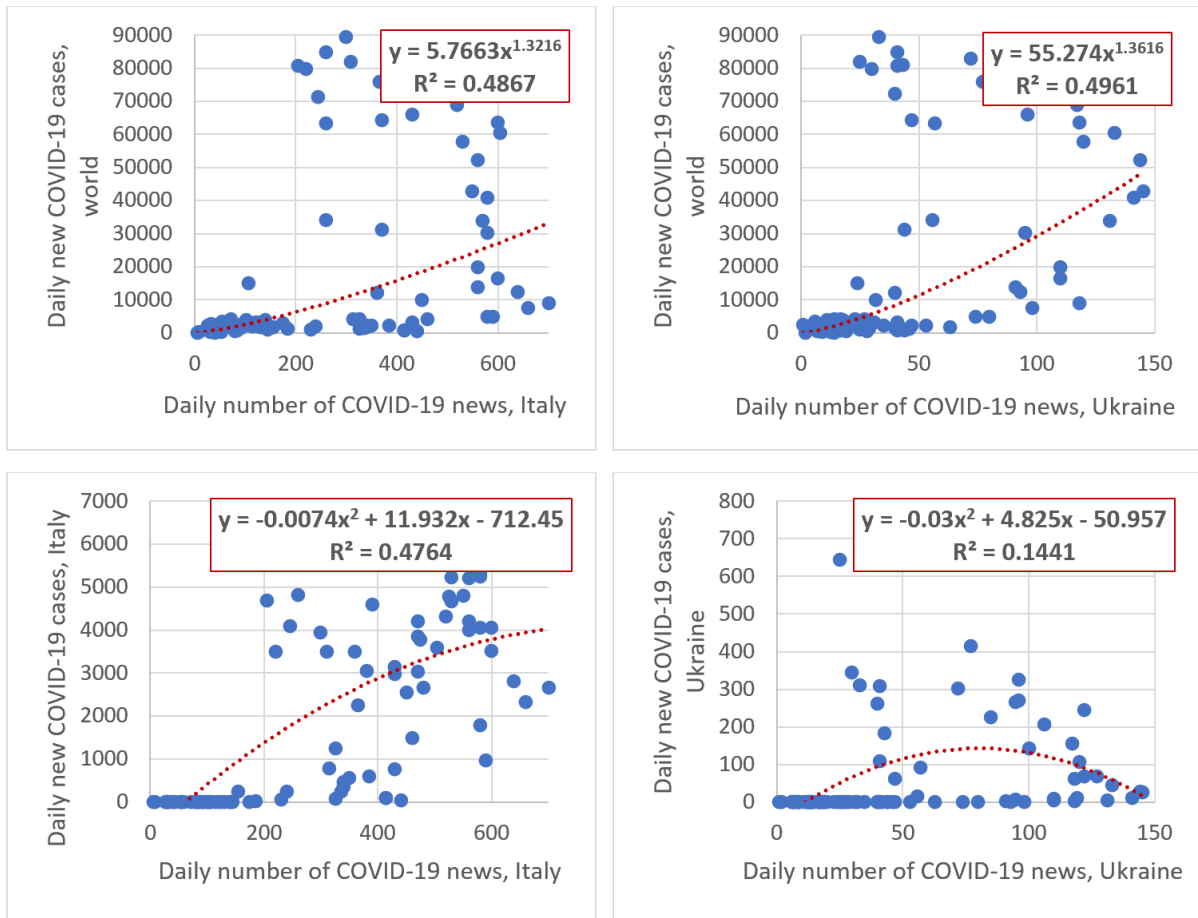 Daily new COVID-19 cases,
world
90000
80000
70000
60000
50000
40000
30000
20000
10000
0
y = 5.7663x^1.3216
R² = 0.4867
0 200 400 600
Daily number of COVID-19 news, Italy
Daily new COVID-19 cases,
world
90000
80000
70000
60000
50000
40000
30000
20000
10000
0
y = 55.274x^1.3616
R² = 0.4961
0 50 100 150
Daily number of COVID-19 news, Ukraine
Daily new COVID-19 cases, Italy
7000
6000
5000
4000
3000
2000
1000
0
y = -0.0074x² + 11.932x - 712.45
R² = 0.4764
0 200 400 600
Daily number of COVID-19 news, Italy
Daily new COVID-19 cases,
Ukraine
800
700
600
500
400
300
200
100
0
y = -0.03x² + 4.825x - 50.957
R² = 0.1441
0 50 100 150
Daily number of COVID-19 news, Ukraine